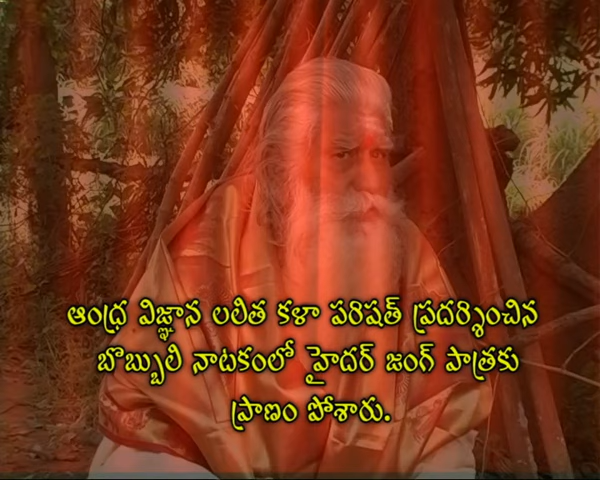 ఆంధ్ర విజ్ఞాన లలిత కళా పరిషత్ ప్రదర్శించిన
బొబ్బులి నాటకంలో హైదర్ జంగ్ పాత్రకు
ప్రాణం పోశారు.